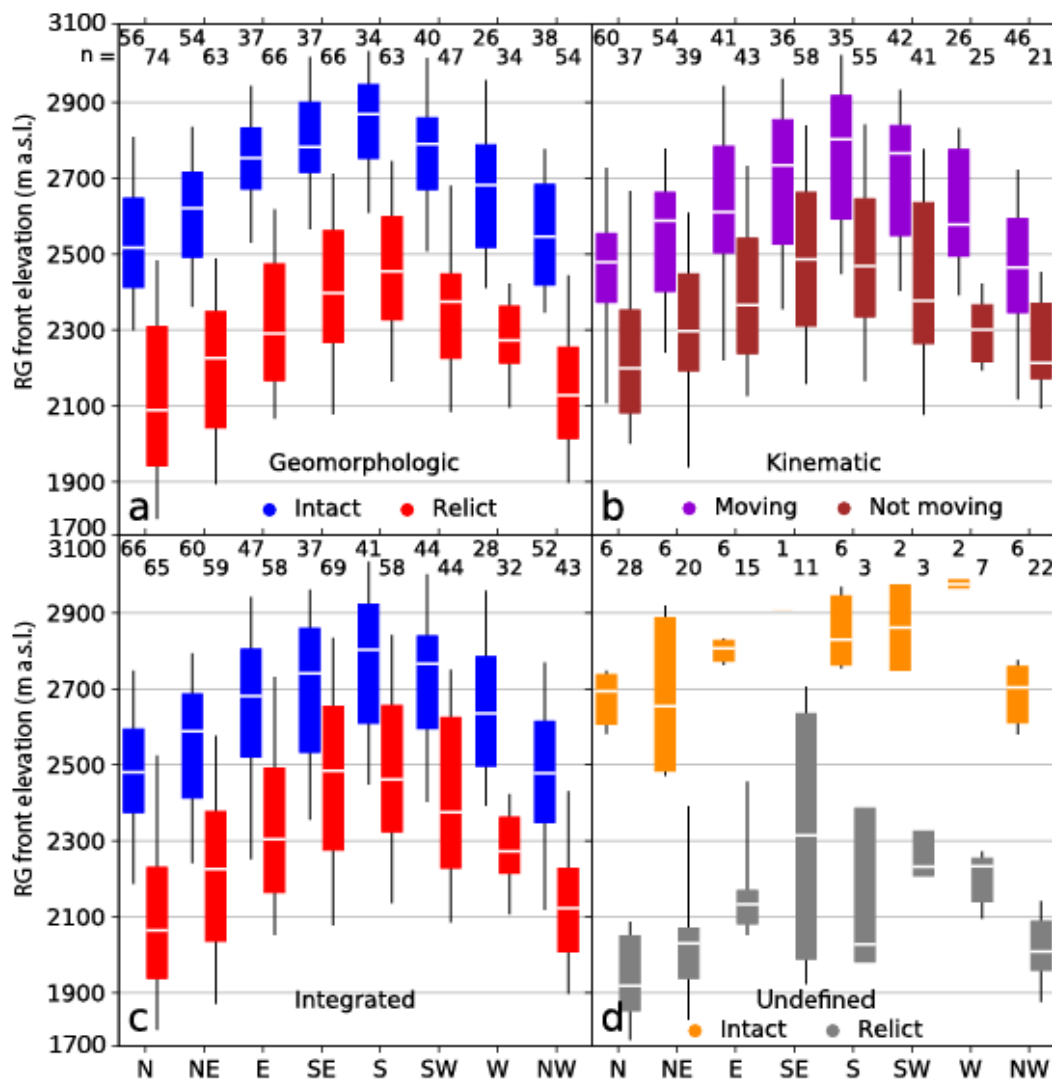 3100
56 54 37 37 34 40 26 38
n = 74 63 66 66 63 47 34 54
60 54 41 36 35 42 26 46
37 39 43 58 55 41 25 21
2900
2700
2500
2300
2100
1900
1700
RG front elevation (m a.s.l.)
Geomorphologic
a
Intact
Relict
Kinematic
b
Moving
Not moving
3100
66 60 47 37 41 44 28 52
65 59 58 69 58 44 32 43
6 6 6 1 6 2 2 6
28 20 15 11 3 3 7 22
2900
2700
2500
2300
2100
1900
1700
RG front elevation (m a.s.l.)
c
Integrated
Undefined
d
Intact
Relict
N NE E SE S SW W NW
N NE E SE S SW W NW